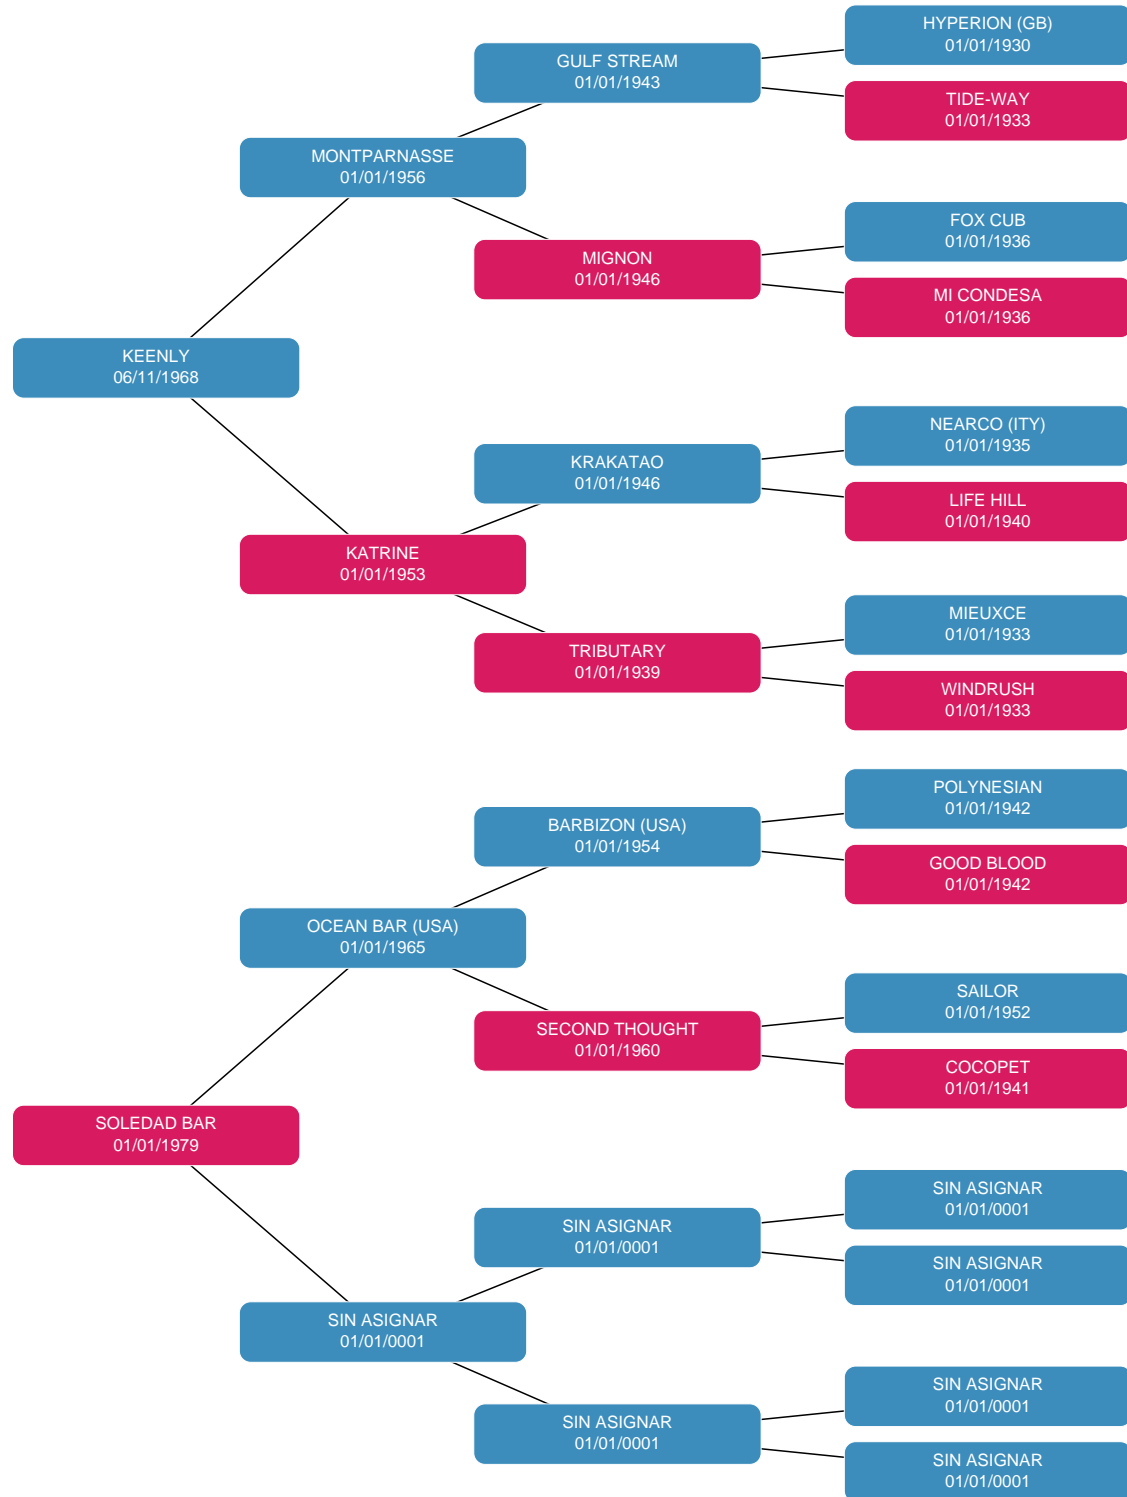 HYPERION (GB)
01/01/1930
GULF STREAM
01/01/1943
TIDE-WAY
01/01/1933
MONTPARNASSE
01/01/1956
FOX CUB
01/01/1936
MIGNON
01/01/1946
MI CONDESA
01/01/1936
KEENLY
06/11/1968
NEARCO (ITY)
01/01/1935
KRAKATAO
01/01/1946
LIFE HILL
01/01/1940
KATRINE
01/01/1953
MIEUXCE
01/01/1933
TRIBUTARY
01/01/1939
WINDRUSH
01/01/1933
POLYNESIAN
01/01/1942
BARBIZON (USA)
01/01/1954
GOOD BLOOD
01/01/1942
OCEAN BAR (USA)
01/01/1965
SAILOR
01/01/1952
SECOND THOUGHT
01/01/1960
COCOPET
01/01/1941
SOLEDAD BAR
01/01/1979
SIN ASIGNAR
01/01/0001
SIN ASIGNAR
01/01/0001
SIN ASIGNAR
01/01/0001
SIN ASIGNAR
01/01/0001
SIN ASIGNAR
01/01/0001
SIN ASIGNAR
01/01/0001
SIN ASIGNAR
01/01/0001